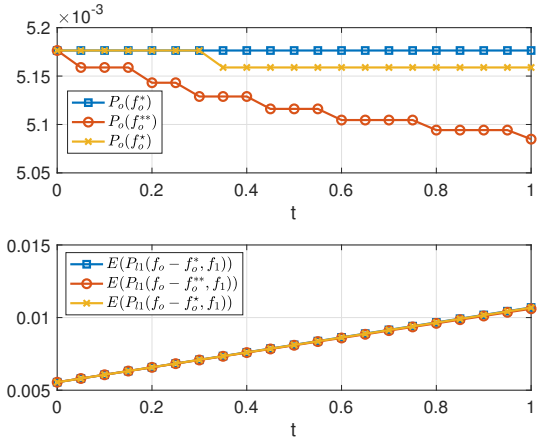 ×10⁻³
5.2
5.15
5.1
5.05
P_o(f_o^*)
P_o(f_o^{**})
P_o(f_o^⋆)
0 0.2 0.4 0.6 0.8 1
t
0.015
0.01
0.005
E(P_{l1}(f_o − f_o^*, f_1))
E(P_{l1}(f_o − f_o^{**}, f_1))
E(P_{l1}(f_o − f_o^⋆, f_1))
0 0.2 0.4 0.6 0.8 1
t